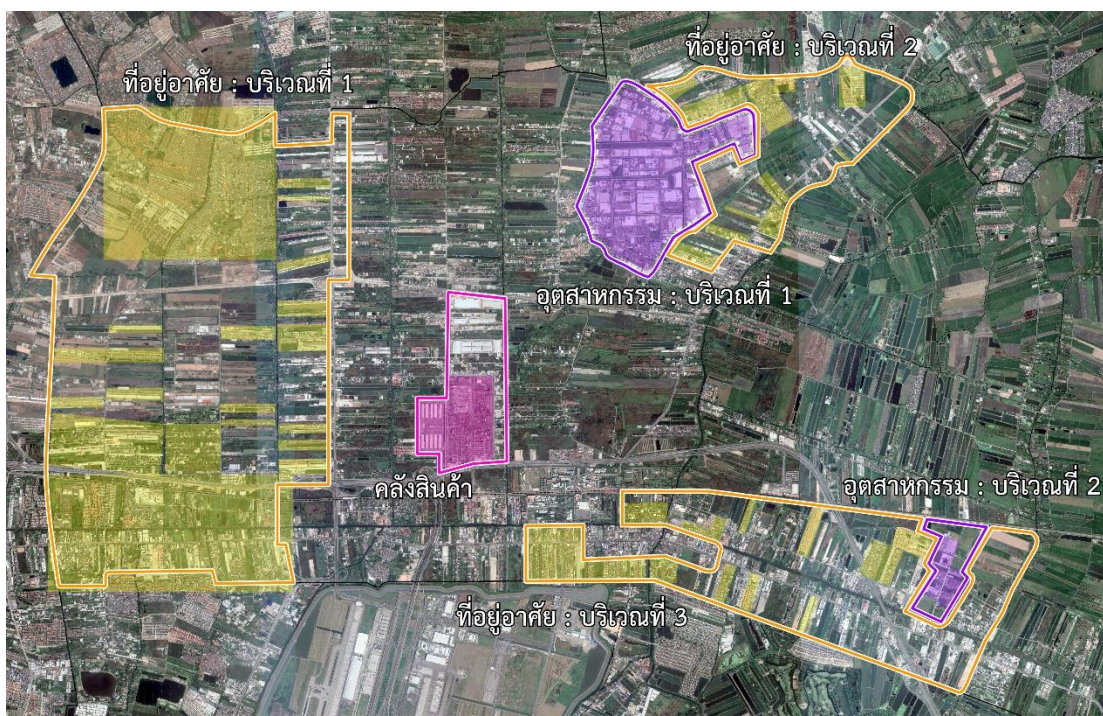 ที่อยู่อาศัย : บริเวณที่ 2
ที่อยู่อาศัย : บริเวณที่ 1
อุตสาหกรรม : บริเวณที่ 1
คลังสินค้า
อุตสาหกรรม : บริเวณที่ 2
ที่อยู่อาศัย : บริเวณที่ 3